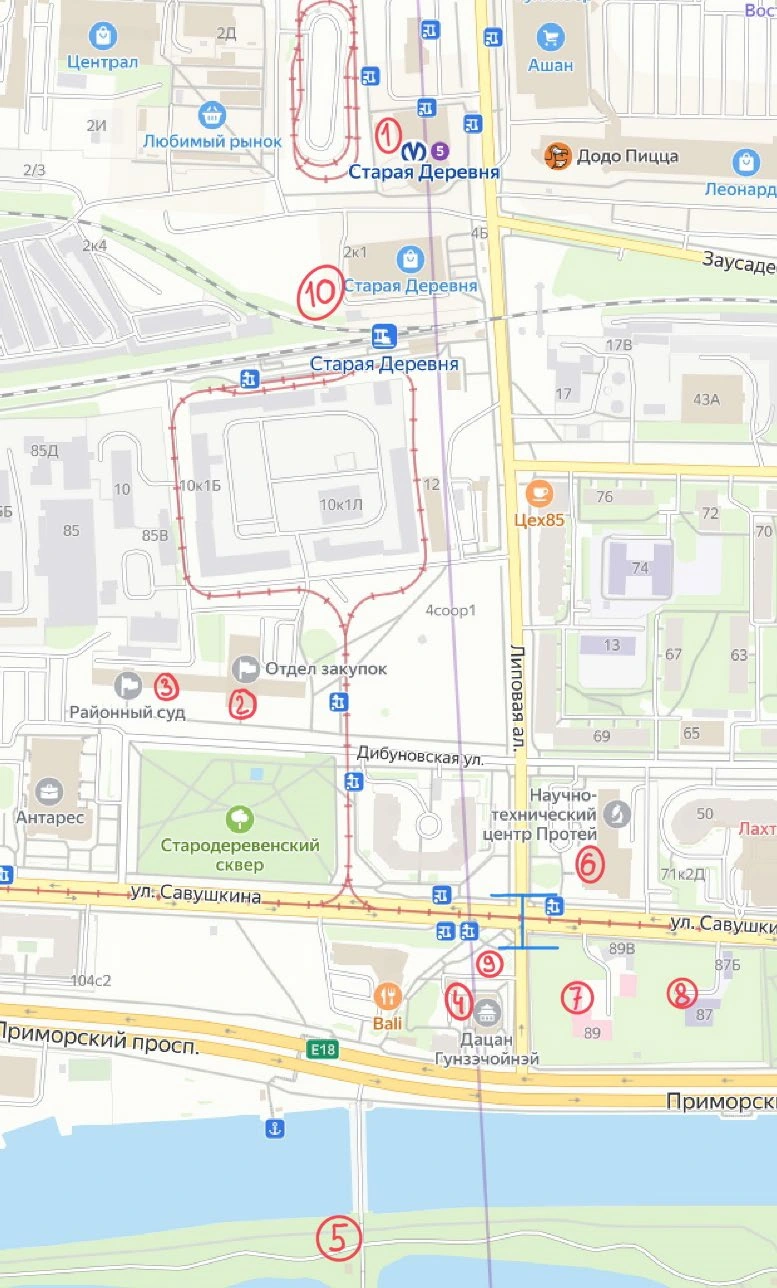 Вос
2Д
Централ
Ашан
2И
Любимый рынок
1
5
Додо Пицца
2/3
Старая Деревня
Леонард
2к4
2к1
4Б
Заусаде
10
Старая Деревня
Старая Деревня
17В
17
43А
85Д
10к1Б
10
10к1Л
12
Цех85
76
72
70
85
85В
74
4соор1
13
67
63
Липовая ал.
Отдел закупок
3
2
Районный суд
69
65
Дибуновская ул.
Антарес
Стародеревенский
сквер
Научно-
технический
центр Протей
50
Лахт
6
71к2Д
ул. Савушкина
ул. Савушки
89В
87Б
9
104с2
4
7
8
Bali
87
89
Дацан
Гунзэчойнэй
Приморский просп.
E18
Приморск
5